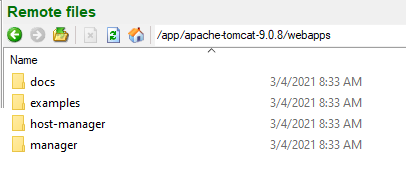 Remote files
/app/apache-tomcat-9.0.8/webapps
Name
docs 3/4/2021 8:33 AM
examples 3/4/2021 8:33 AM
host-manager 3/4/2021 8:33 AM
manager 3/4/2021 8:33 AM